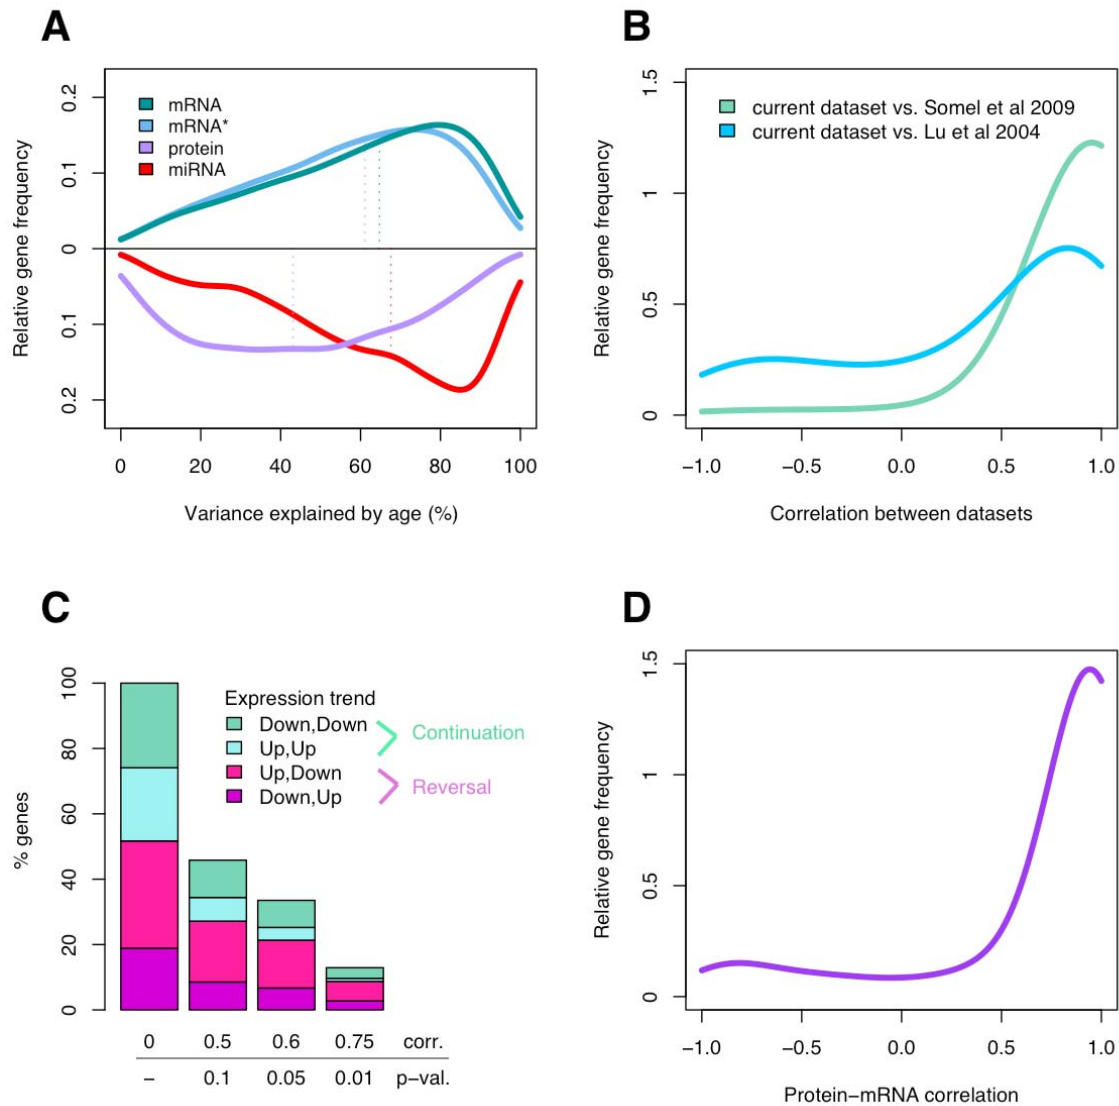 A
Relative gene frequency
0.2
0.1
0
0.1
0.2
mRNA
mRNA*
protein
miRNA
0 20 40 60 80 100
Variance explained by age (%)
B
Relative gene frequency
1.5
1
0.5
0
current dataset vs. Somel et al 2009
current dataset vs. Lu et al 2004
−1.0 −0.5 0.0 0.5 1.0
Correlation between datasets
C
% genes
100
80
60
40
20
0
Expression trend
Down,Down
Up,Up
Continuation
Up,Down
Down,Up
Reversal
0 0.5 0.6 0.75 corr.
− 0.1 0.05 0.01 p−val.
D
Relative gene frequency
1.5
1
0.5
0
−1.0 −0.5 0.0 0.5 1.0
Protein−mRNA correlation